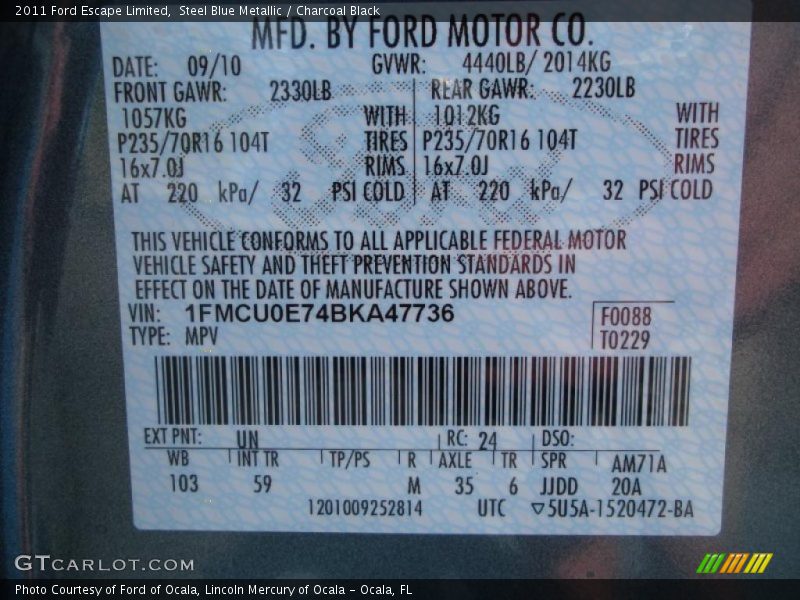 2011 Ford Escape Limited,  Steel Blue Metallic / Charcoal Black
MFD. BY FORD MOTOR CO.
DATE: 09/10 GVWR: 4440LB/ 2014KG
FRONT GAWR: 2330LB REAR GAWR: 2230LB
1057KG WITH 1012KG WITH
P235/70R16 104T TIRES P235/70R16 104T TIRES
16x7.0J RIMS 16x7.0J RIMS
AT 220 kPa/ 32 PSI COLD AT 220 kPa/ 32 PSI COLD
THIS VEHICLE CONFORMS TO ALL APPLICABLE FEDERAL MOTOR
VEHICLE SAFETY AND THEFT PREVENTION STANDARDS IN
EFFECT ON THE DATE OF MANUFACTURE SHOWN ABOVE.
VIN: 1FMCU0E74BKA47736 F0088
TYPE: MPV T0229
EXT PNT: UN RC: 24 DSO:
WB INT TR TP/PS R AXLE TR SPR AM71A
103 59 M 35 6 JJDD 20A
1201009252814 UTC ▽5U5A-1520472-BA
GTCARLOT.COM
Photo Courtesy of Ford of Ocala, Lincoln Mercury of Ocala – Ocala, FL